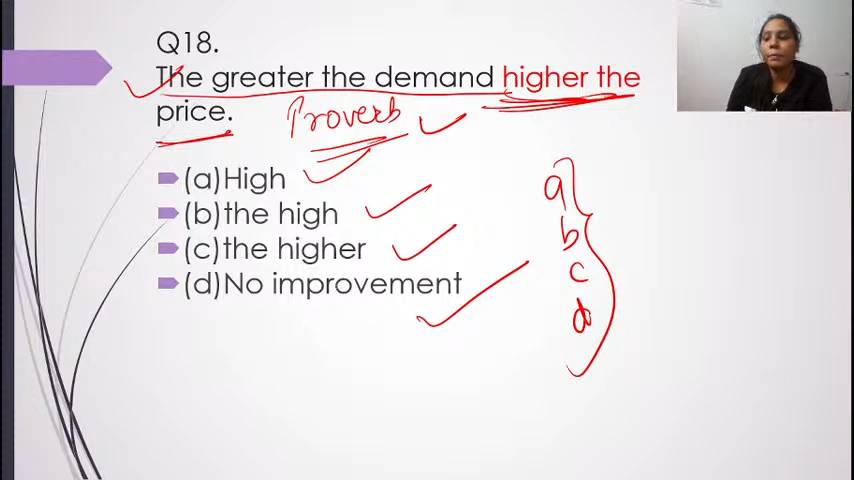 Q18.
The greater the demand higher the
price. Proverb
(a)High
(b)the high
(c)the higher
(d)No improvement
a
b
c
d